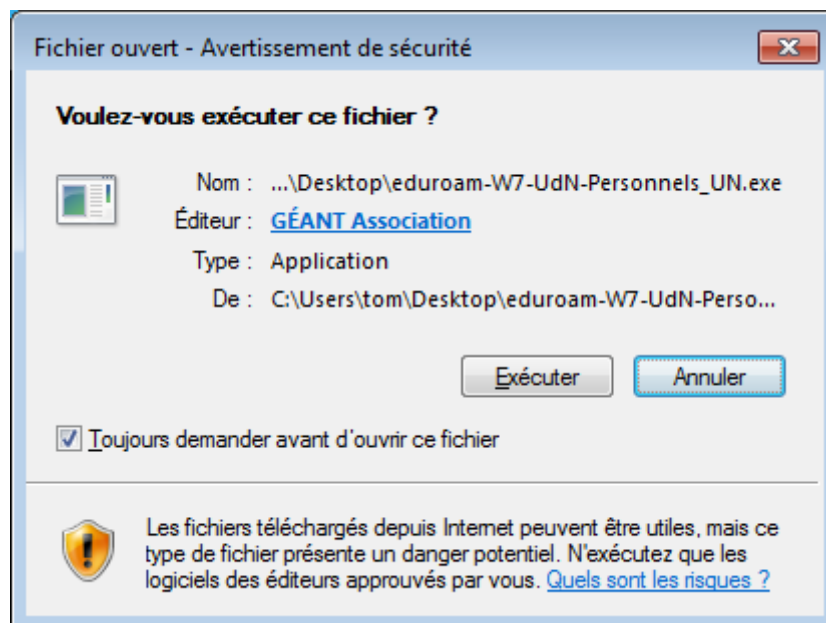 Fichier ouvert - Avertissement de sécurité
Voulez-vous exécuter ce fichier ?
Nom : ...\Desktop\eduroam-W7-UdN-Personnels_UN.exe
Éditeur : GÉANT Association
Type : Application
De : C:\Users\tom\Desktop\eduroam-W7-UdN-Perso...
Exécuter Annuler
Toujours demander avant d'ouvrir ce fichier
Les fichiers téléchargés depuis Internet peuvent être utiles, mais ce
type de fichier présente un danger potentiel. N'exécutez que les
logiciels des éditeurs approuvés par vous. Quels sont les risques ?